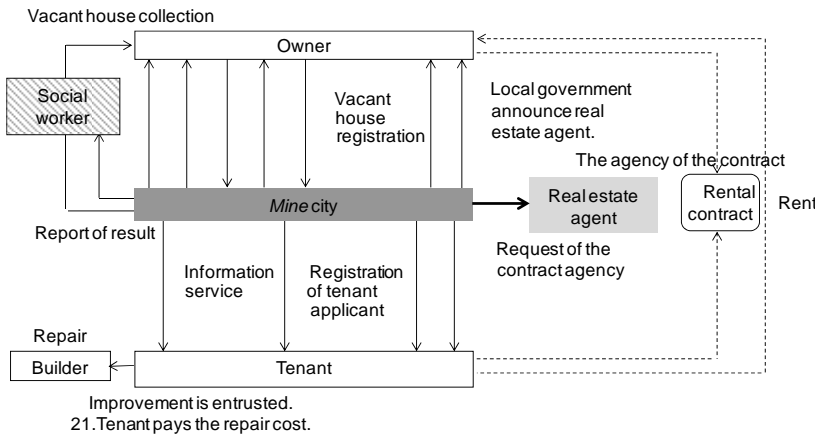 Vacant house collection
Owner
Social
worker
Vacant
house
registration
Local government
announce real
estate agent.
The agency of the contract
Mine city
Real estate
agent
Rental
contract
Rent
Report of result
Information
service
Registration
of tenant
applicant
Request of the
contract agency
Repair
Builder
Tenant
Improvement is entrusted.
21.Tenant pays the repair cost.